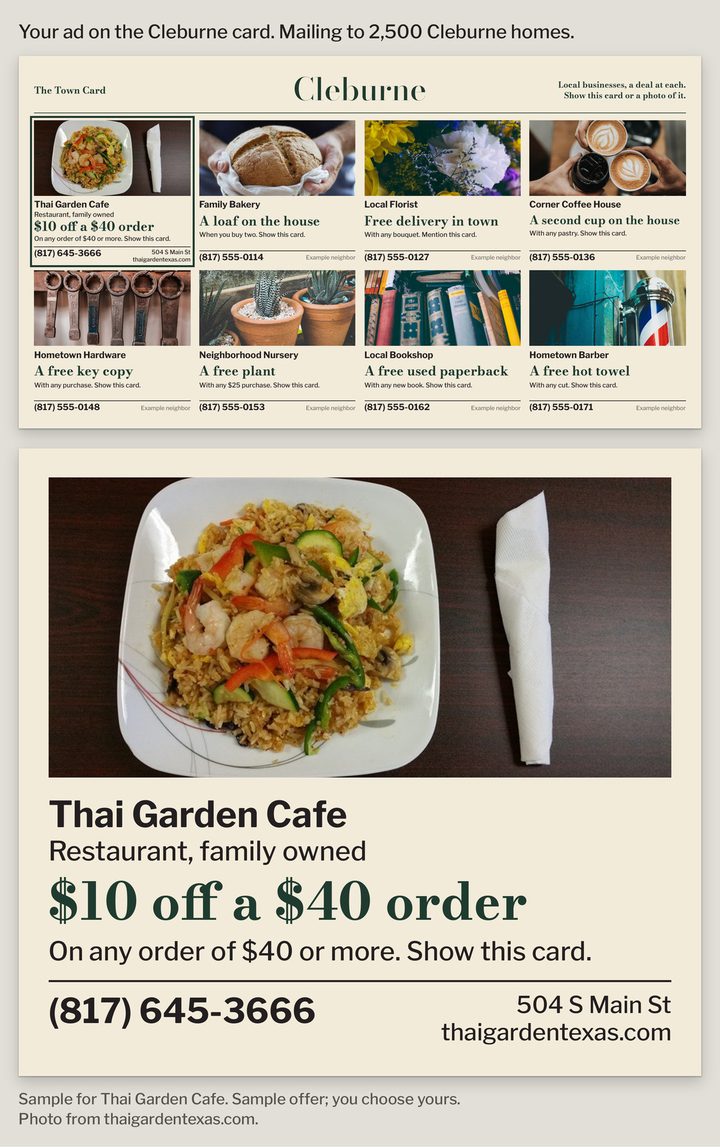 Your ad on the Cleburne card. Mailing to 2,500 Cleburne homes.
The Town Card
Cleburne
Local businesses, a deal at each.
Show this card or a photo of it.
Thai Garden Cafe
Restaurant, family owned
$10 off a $40 order
On any order of $40 or more. Show this card.
(817) 645-3666
504 S Main St
thaigardentexas.com
Family Bakery
A loaf on the house
When you buy two. Show this card.
(817) 555-0114
Example neighbor
Local Florist
Free delivery in town
With any bouquet. Mention this card.
(817) 555-0127
Example neighbor
Corner Coffee House
A second cup on the house
With any pastry. Show this card.
(817) 555-0136
Example neighbor
Hometown Hardware
A free key copy
With any purchase. Show this card.
(817) 555-0148
Example neighbor
Neighborhood Nursery
A free plant
With any $25 purchase. Show this card.
(817) 555-0153
Example neighbor
Local Bookshop
A free used paperback
With any new book. Show this card.
(817) 555-0162
Example neighbor
Hometown Barber
A free hot towel
With any cut. Show this card.
(817) 555-0171
Example neighbor
Thai Garden Cafe
Restaurant, family owned
$10 off a $40 order
On any order of $40 or more. Show this card.
(817) 645-3666
504 S Main St
thaigardentexas.com
Sample for Thai Garden Cafe. Sample offer; you choose yours.
Photo from thaigardentexas.com.